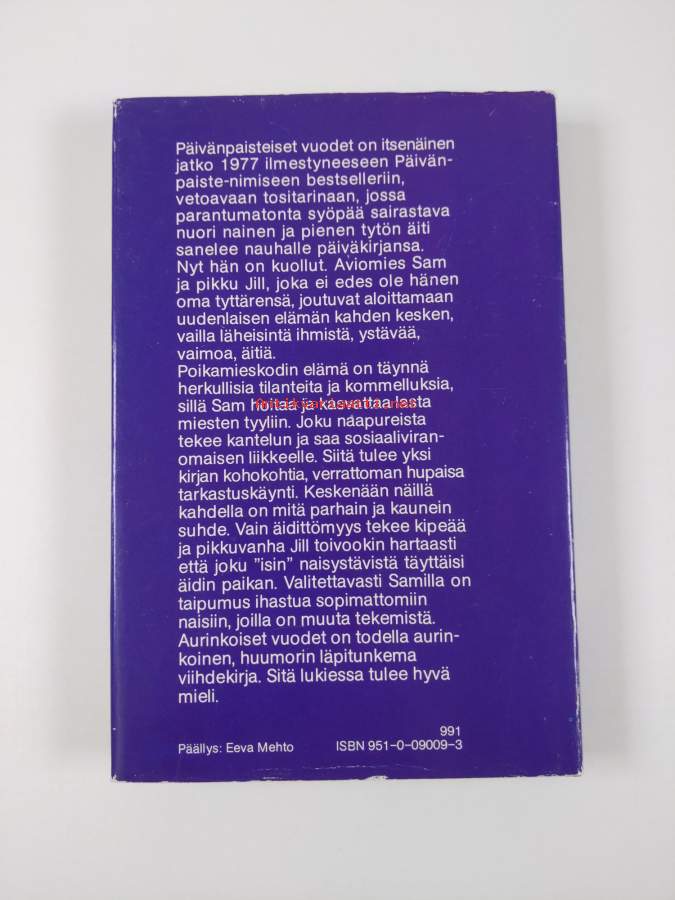 Päivänpaisteiset vuodet on itsenäinen
jatko 1977 ilmestyneeseen Päivän-
paiste-nimiseen bestselleriin,
vetoavaan tositarinaan, jossa
parantumatonta syöpää sairastava
nuori nainen ja pienen tytön äiti
sanelee nauhalle päiväkirjansa.
Nyt hän on kuollut. Aviomies Sam
ja pikku Jill, joka ei edes ole hänen
oma tyttärensä, joutuvat aloittamaan
uudenlaisen elämän kahden kesken,
vailla läheisintä ihmistä, ystävää,
vaimoa, äitiä.
Poikamieskodin elämä on täynnä
herkullisia tilanteita ja kommelluksia,
sillä Sam hoitaa ja kasvattaa lasta
miesten tyyliin. Joku naapureista
tekee kantelun ja saa sosiaaliviran-
omaisen liikkeelle. Siitä tulee yksi
kirjan kohokohtia, verrattoman hupaisa
tarkastuskäynti. Keskenään näillä
kahdella on mitä parhain ja kaunein
suhde. Vain äidittömyys tekee kipeää
ja pikkuvanha Jill toivookin hartaasti
että joku ”isin” naisystävistä täyttäisi
äidin paikan. Valitettavasti Samilla on
taipumus ihastua sopimattomiin
naisiin, joilla on muuta tekemistä.
Aurinkoiset vuodet on todella aurin-
koinen, huumorin läpitunkema
viihdekirja. Sitä lukiessa tulee hyvä
mieli.
991
Päällys: Eeva Mehto ISBN 951-0-09009-3